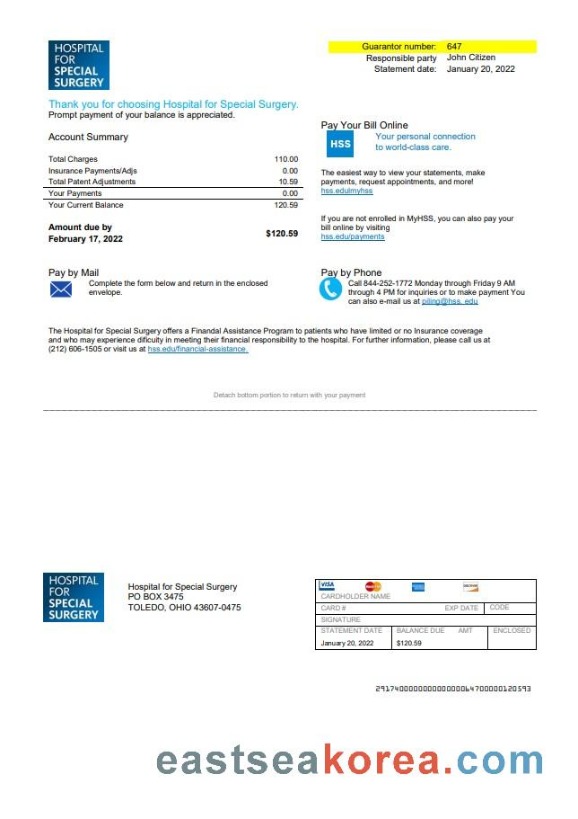 HOSPITAL
FOR
SPECIAL
SURGERY
Guarantor number: 647
Responsible party John Citizen
Statement date: January 20, 2022
Thank you for choosing Hospital for Special Surgery.
Prompt payment of your balance is appreciated.
Account Summary
Total Charges 110.00
Insurance Payments/Adjs 0.00
Total Patent Adjustments 10.59
Your Payments 0.00
Your Current Balance 120.59
Amount due by
February 17, 2022
$120.59
Pay Your Bill Online
HSS
Your personal connection
to world-class care.
The easiest way to view your statements, make
payments, request appointments, and more!
hss.edulmyhss
If you are not enrolled in MyHSS, you can also pay your
bill online by visiting
hss.edu/payments
Pay by Mail
Complete the form below and return in the enclosed
envelope.
Pay by Phone
Call 844-252-1772 Monday through Friday 9 AM
through 4 PM for inquiries or to make payment You
can also e-mail us at piling@hss, edu
The Hospital for Special Surgery offers a Finandal Assistance Program to patients who have limited or no Insurance coverage
and who may experience dificuty in meeting their financial responsibility to the hospital. For further information, please call us at
(212) 606-1505 or visit us at hss.edu/financial-assistance.
Detach bottom portion to return with your payment
HOSPITAL
FOR
SPECIAL
SURGERY
Hospital for Special Surgery
PO BOX 3475
TOLEDO, OHIO 43607-0475
VISA
CARDHOLDER NAME
CARD # EXP DATE CODE
SIGNATURE
STATEMENT DATE BALANCE DUE AMT ENCLOSED
January 20, 2022 $120.59
eastseakorea.com